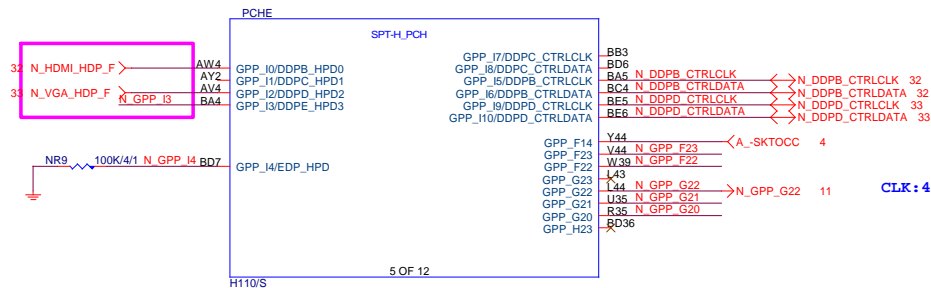 PCHE
SPT-H_PCH
32 N_HDMI_HDP_F AW4 GPP_I0/DDPB_HPD0
AY2 GPP_I1/DDPC_HPD1
33 N_VGA_HDP_F AV4 GPP_I2/DDPD_HPD2
N_GPP_I3 BA4 GPP_I3/DDPE_HPD3
NR9 100K/4/1 N_GPP_I4 BD7 GPP_I4/EDP_HPD
GPP_I7/DDPC_CTRLCLK BB3
GPP_I8/DDPC_CTRLDATA BD6
GPP_I5/DDPB_CTRLCLK BA5 N_DDPB_CTRLCLK N_DDPB_CTRLCLK 32
GPP_I6/DDPB_CTRLDATA BC4 N_DDPB_CTRLDATA N_DDPB_CTRLDATA 32
GPP_I9/DDPD_CTRLCLK BE5 N_DDPD_CTRLCLK N_DDPD_CTRLCLK 33
GPP_I10/DDPD_CTRLDATA BE6 N_DDPD_CTRLDATA N_DDPD_CTRLDATA 33
GPP_F14 Y44 A_-SKTOCC 4
GPP_F23 V44 N_GPP_F23
GPP_F22 W39 N_GPP_F22
GPP_G23 L43
GPP_G22 L44 N_GPP_G22 N_GPP_G22 11
GPP_G21 U35 N_GPP_G21
GPP_G20 R35 N_GPP_G20
GPP_H23 BD36
CLK:4
5 OF 12
H110/S